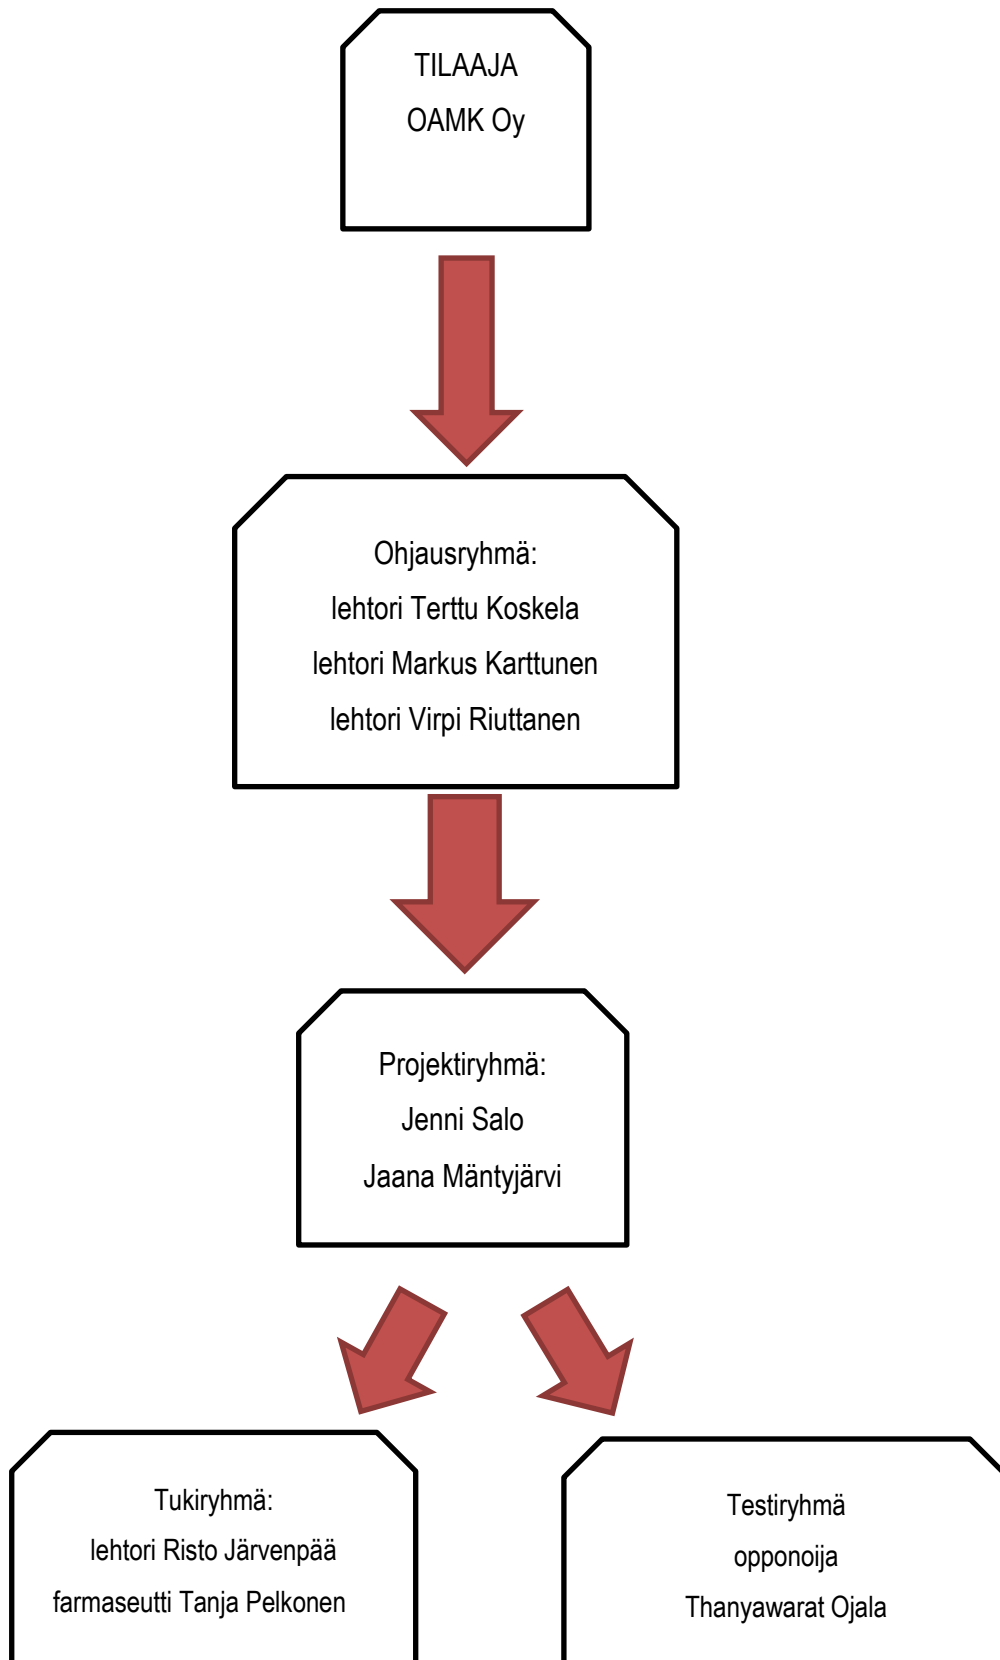 TILAAJA
OAMK Oy
Ohjausryhmä:
lehtori Terttu Koskela
lehtori Markus Karttunen
lehtori Virpi Riuttanen
Projektiryhmä:
Jenni Salo
Jaana Mäntyjärvi
Tukiryhmä:
lehtori Risto Järvenpää
farmaseutti Tanja Pelkonen
Testiryhmä
opponoija
Thanyawarat Ojala